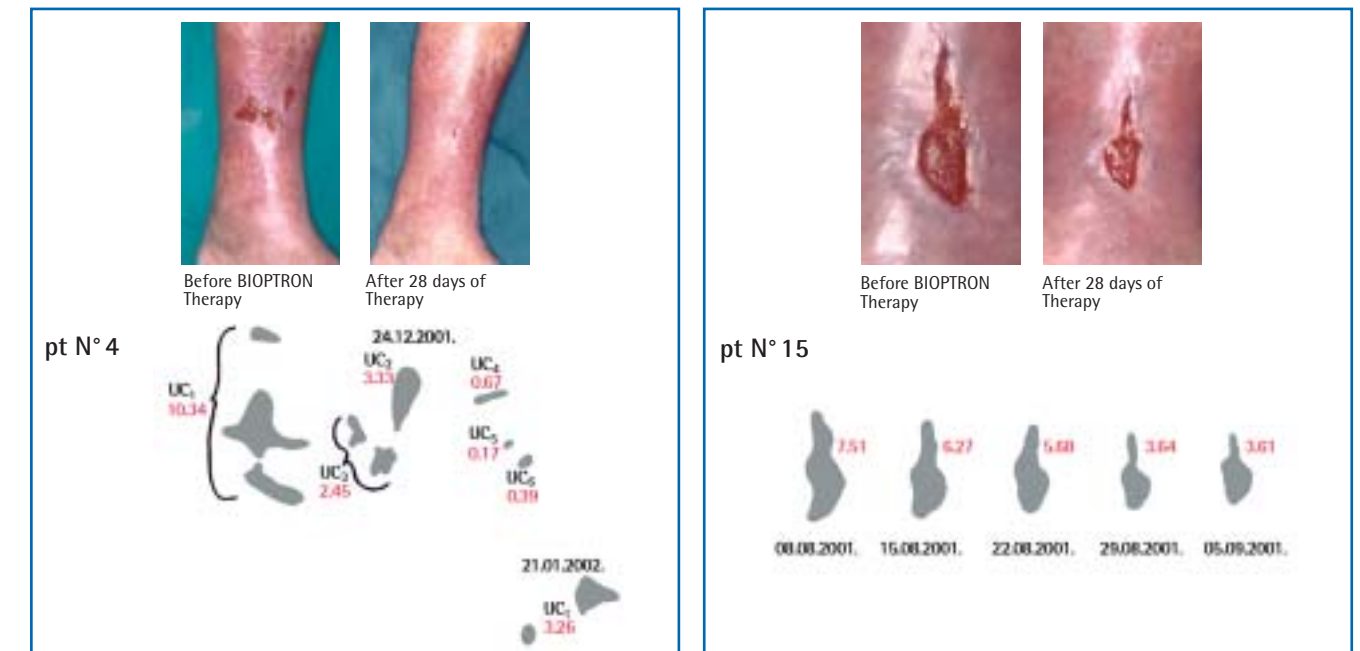 Before BIOPTRON
Therapy
After 28 days of
Therapy
pt N° 4
24.12.2001.
UC₁
10.34
UC₂
3.33
UC₃
2.45
UC₄
0.67
UC₅
0.17
UC₆
0.39
21.01.2002.
UC₁
3.26
Before BIOPTRON
Therapy
After 28 days of
Therapy
pt N° 15
7.51
6.27
5.68
3.64
3.61
08.08.2001.
15.08.2001.
22.08.2001.
29.08.2001.
05.09.2001.